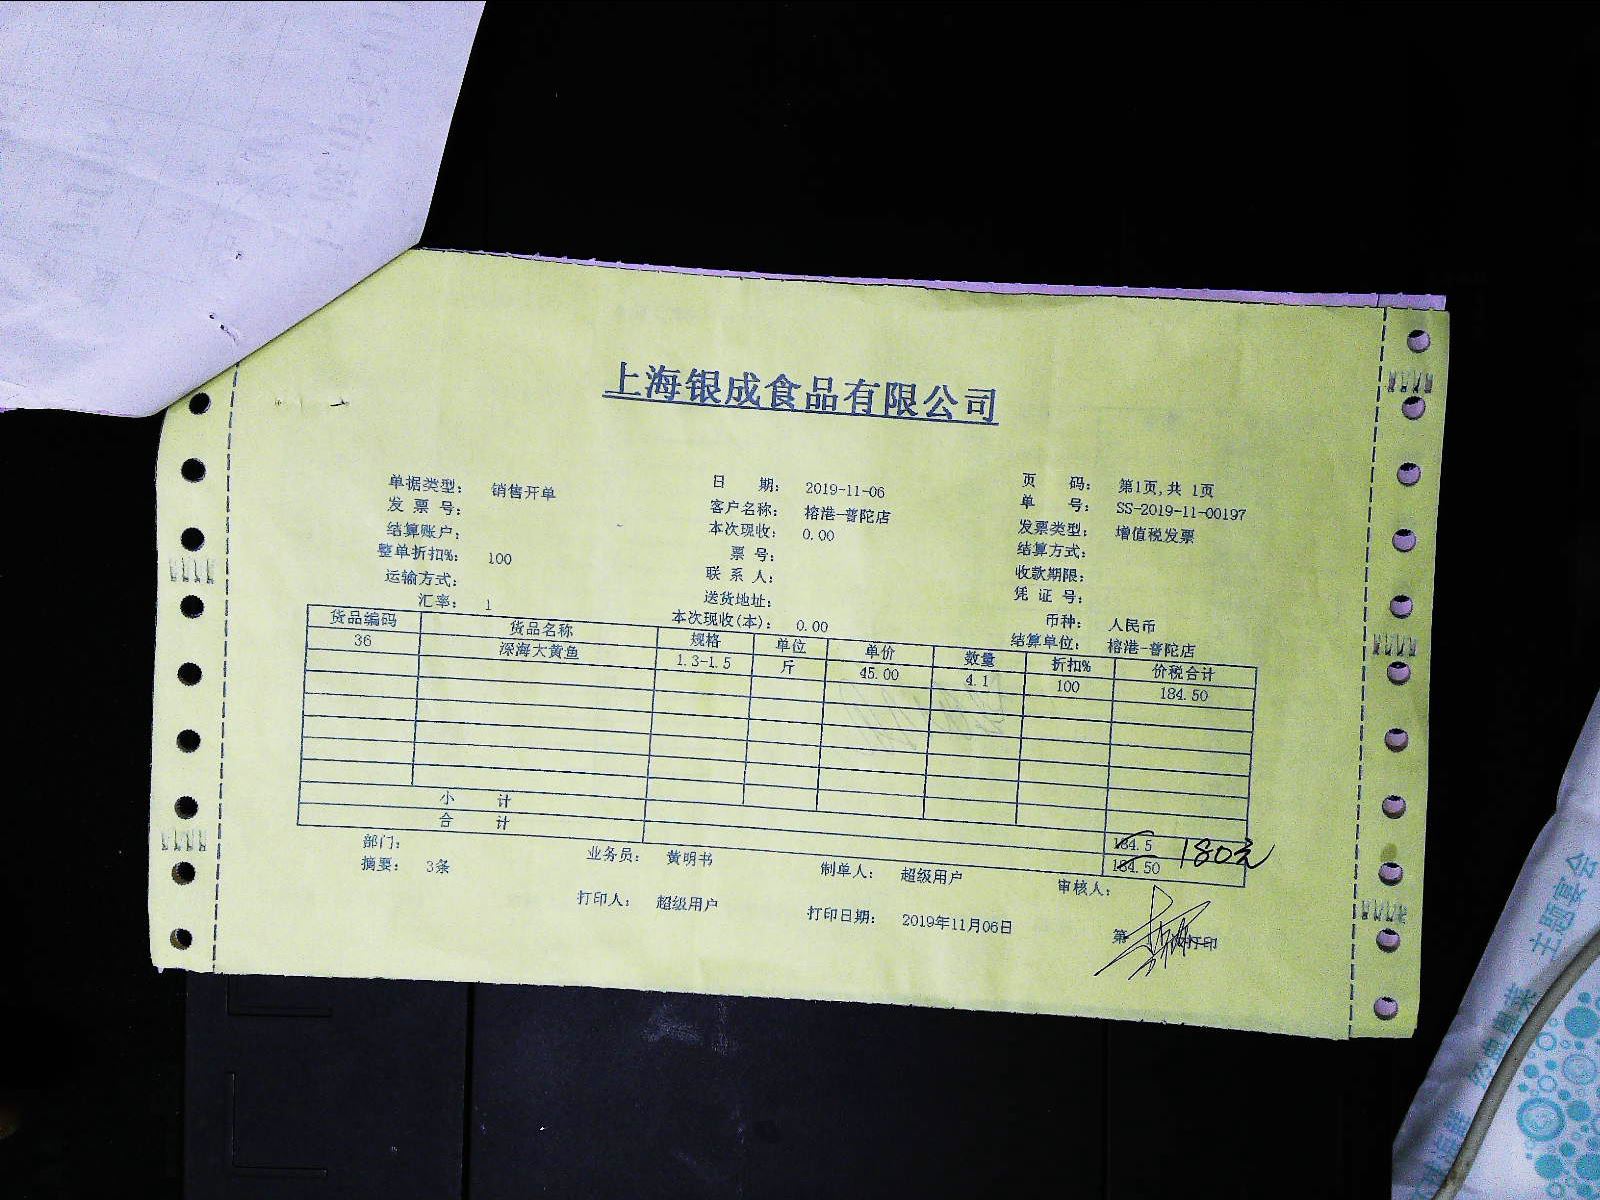 上海银成食品有限公司
单据类型: 销售开单 日 期: 2019-11-06 页 码: 第1页,共 1页
发 票 号: 客户名称: 榕港-普陀店 单 号: SS-2019-11-00197
结算账户: 本次现收: 0.00 发票类型: 增值税发票
整单折扣%: 100 票 号: 结算方式:
运输方式: 联 系 人: 收款期限:
汇率: 1 送货地址: 凭 证 号:
本次现收(本): 0.00 币种: 人民币
结算单位: 榕港-普陀店
货品编码 货品名称 规格 单位 单价 数量 折扣% 价税合计
36 深海大黄鱼 1.3-1.5 斤 45.00 4.1 100 184.50
小 计 184.5 180元
合 计 184.50
部门: 业务员: 黄明书 制单人: 超级用户 审核人:
摘要: 3条
打印人: 超级用户 打印日期: 2019年11月06日 第 次打印
主题宴会